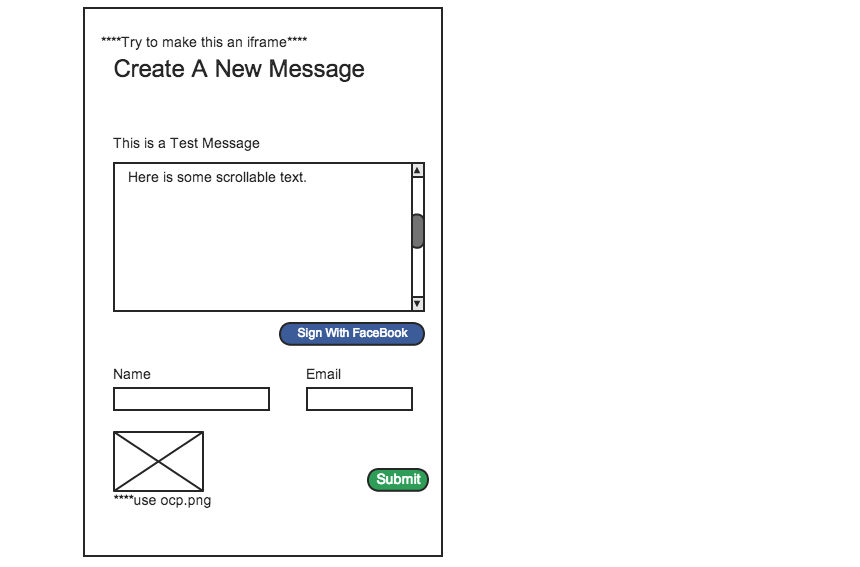 ****Try to make this an iframe****
Create A New Message
This is a Test Message
Here is some scrollable text.
Sign With FaceBook
Name
Email
Submit
****use ocp.png